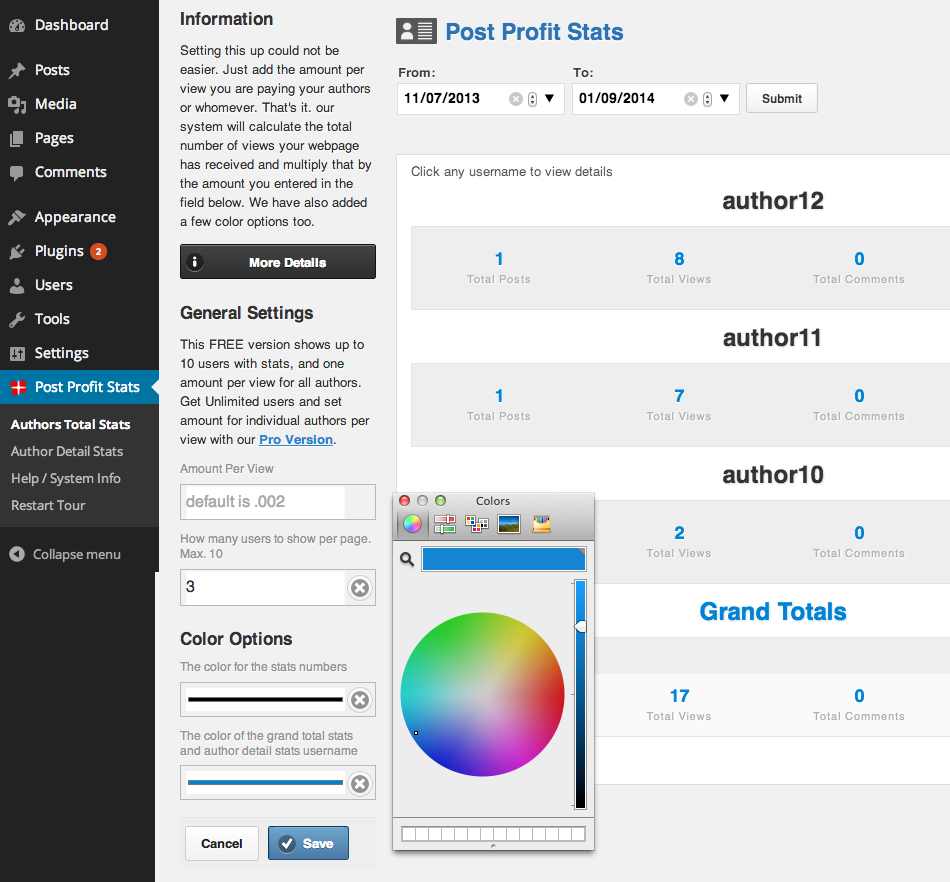 Dashboard
Posts
Media
Pages
Comments
Appearance
Plugins 2
Users
Tools
Settings
Post Profit Stats
Authors Total Stats
Author Detail Stats
Help / System Info
Restart Tour
Collapse menu
Information
Setting this up could not be
easier. Just add the amount per
view you are paying your authors
or whomever. That's it. our
system will calculate the total
number of views your webpage
has received and multiply that by
the amount you entered in the
field below. We have also added
a few color options too.
More Details
General Settings
This FREE version shows up to
10 users with stats, and one
amount per view for all authors.
Get Unlimited users and set
amount for individual authors per
view with our Pro Version.
Amount Per View
default is .002
How many users to show per page.
Max. 10
3
Color Options
The color for the stats numbers
The color of the grand total stats
and author detail stats username
Cancel
Save
Post Profit Stats
From: To:
11/07/2013 01/09/2014 Submit
Click any username to view details
author12
1 8 0
Total Posts Total Views Total Comments
author11
1 7 0
Total Posts Total Views Total Comments
author10
2 0
Total Views Total Comments
Grand Totals
17 0
Total Views Total Comments
Colors